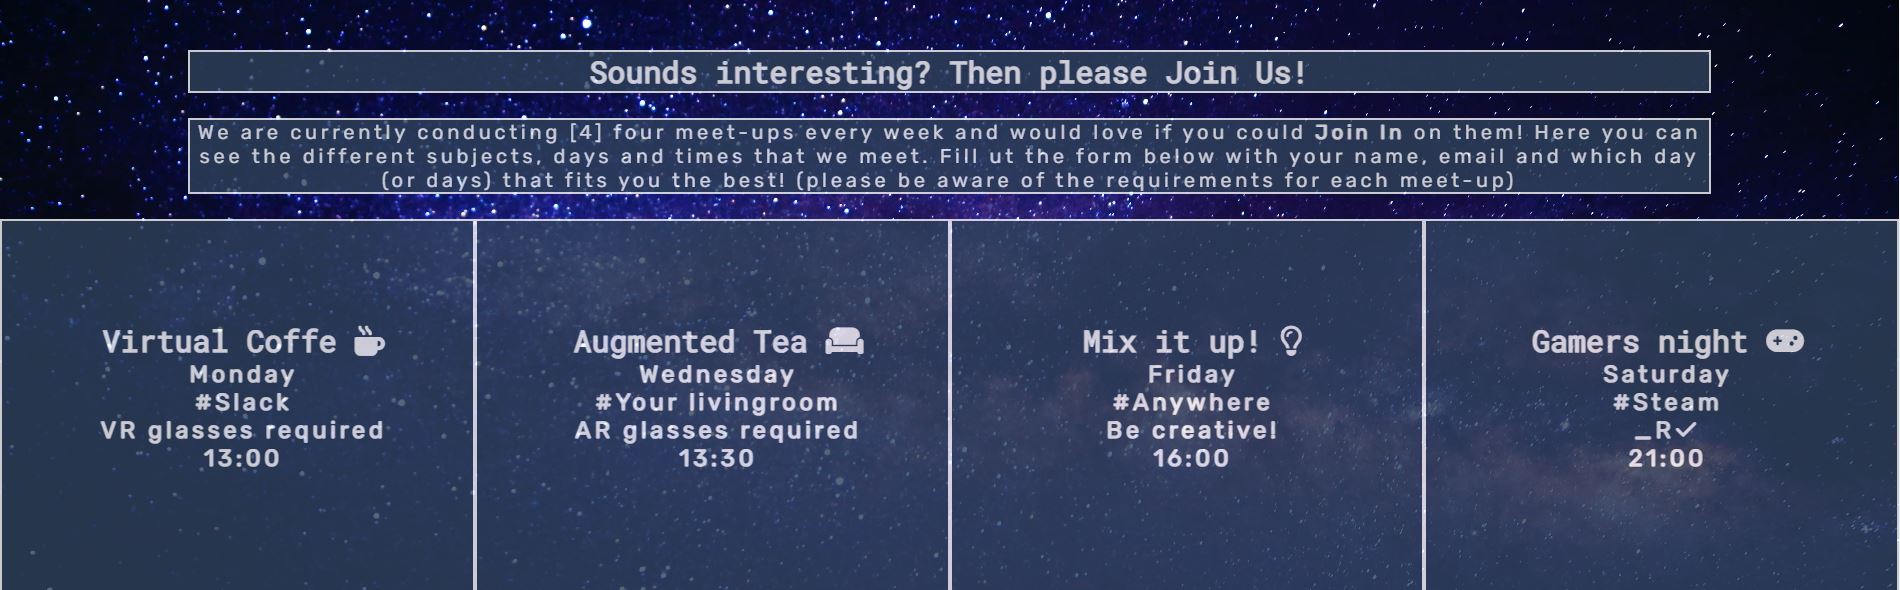 Sounds interesting? Then please Join Us!
We are currently conducting [4] four meet-ups every week and would love if you could Join In on them! Here you can
see the different subjects, days and times that we meet. Fill ut the form below with your name, email and which day
(or days) that fits you the best! (please be aware of the requirements for each meet-up)
Virtual Coffe
Monday
#Slack
VR glasses required
13:00
Augmented Tea
Wednesday
#Your livingroom
AR glasses required
13:30
Mix it up!
Friday
#Anywhere
Be creative!
16:00
Gamers night
Saturday
#Steam
_R✓
21:00